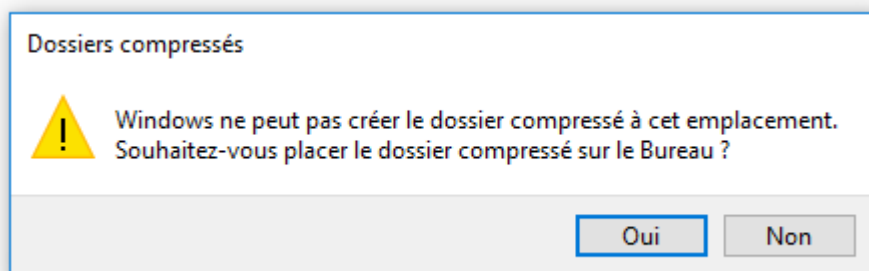 Dossiers compressés
Windows ne peut pas créer le dossier compressé à cet emplacement.
Souhaitez-vous placer le dossier compressé sur le Bureau ?
Oui
Non